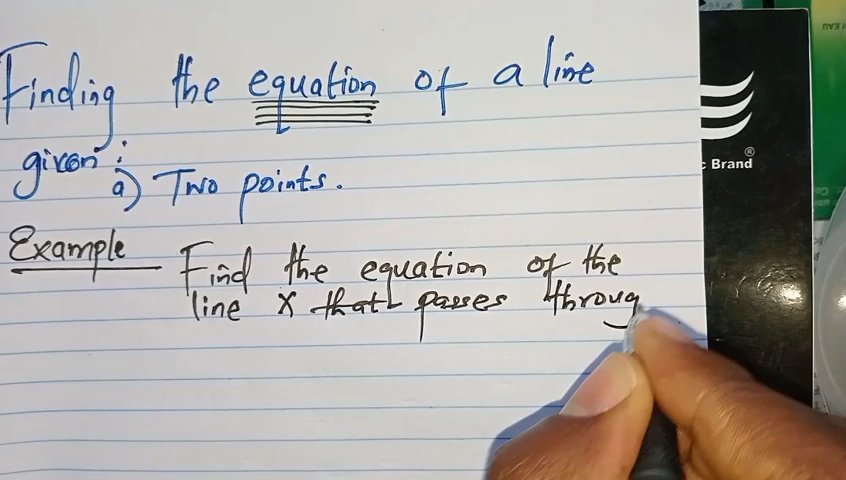 Finding the equation of a line
given:
a) Two points.
Example Find the equation of the
line X that passes throug
c Brand
®